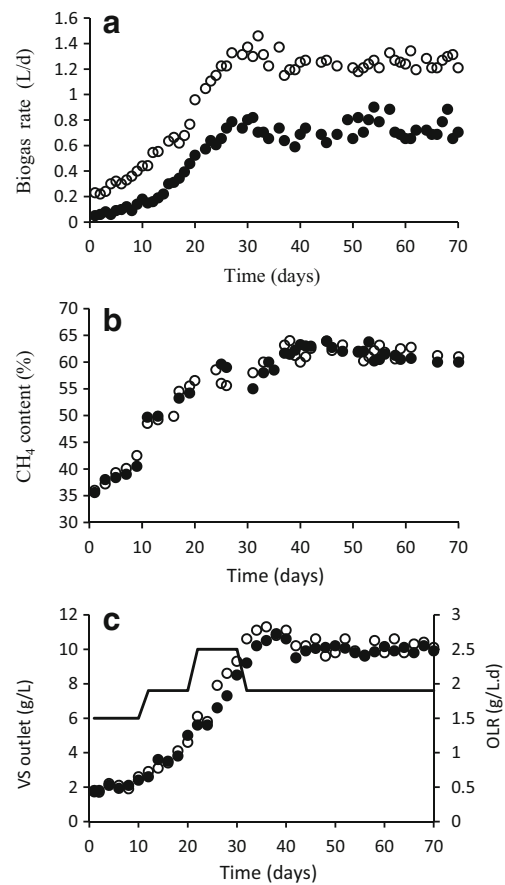 a
Biogas rate (L/d)
1.6
1.4
1.2
1
0.8
0.6
0.4
0.2
0
0 10 20 30 40 50 60 70
Time (days)
b
CH4 content (%)
70
65
60
55
50
45
40
35
30
0 10 20 30 40 50 60 70
Time (days)
c
VS outlet (g/L)
12
10
8
6
4
2
0
3
2.5
2
1.5
1
0.5
0
OLR (g/L.d)
0 10 20 30 40 50 60 70
Time (days)